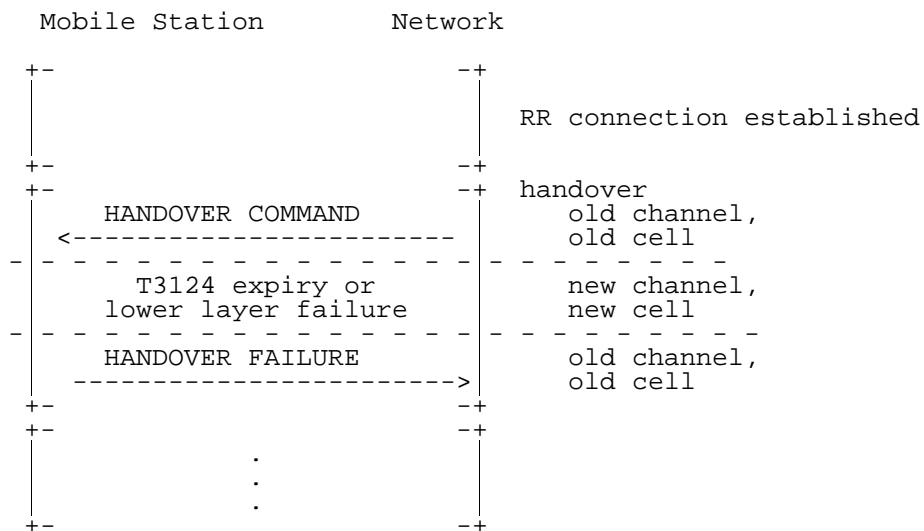 Mobile Station Network
+- -+
RR connection established
+- -+
+- -+ handover
HANDOVER COMMAND old channel,
<------------------------ old cell
- - - - - - - - - - - - - - - - - - - - - - -
T3124 expiry or new channel,
lower layer failure new cell
- - - - - - - - - - - - - - - - - - - - - - - -
HANDOVER FAILURE old channel,
------------------------> old cell
+- -+
+- -+
.
.
.
+- -+